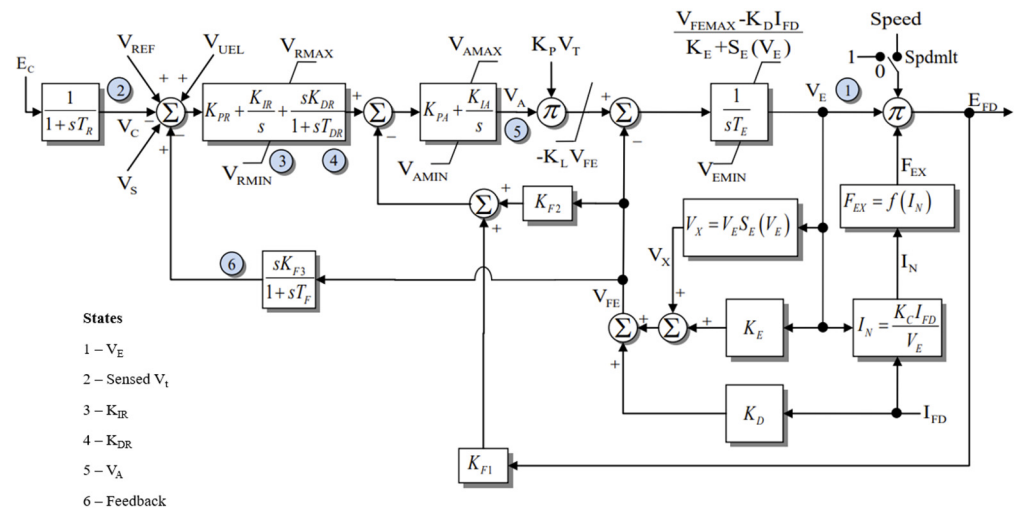 V_REF
V_UEL
V_RMAX
V_AMAX
K_P V_T
V_FEMAX -K_D I_FD
K_E + S_E (V_E)
Speed
1
0
Spdmlt
E_C
1
1 + sT_R
2
V_C
+ +
−
−
+
Σ
V_S
K_PR + K_IR / s + sK_DR / 1 + sT_DR
V_RMIN
3
4
+
−
Σ
K_PA + K_IA / s
V_AMIN
V_A
5
π
-K_L V_FE
+
−
Σ
1
sT_E
V_EMIN
V_E
1
π
E_FD
F_EX
F_EX = f (I_N)
I_N
I_N = K_C I_FD / V_E
I_FD
Σ
+
+
K_F2
V_X = V_E S_E (V_E)
V_X
6
sK_F3
1 + sT_F
V_FE
Σ
+
+
Σ
+
+
K_E
K_D
K_F1
States
1 – V_E
2 – Sensed V_t
3 – K_IR
4 – K_DR
5 – V_A
6 – Feedback